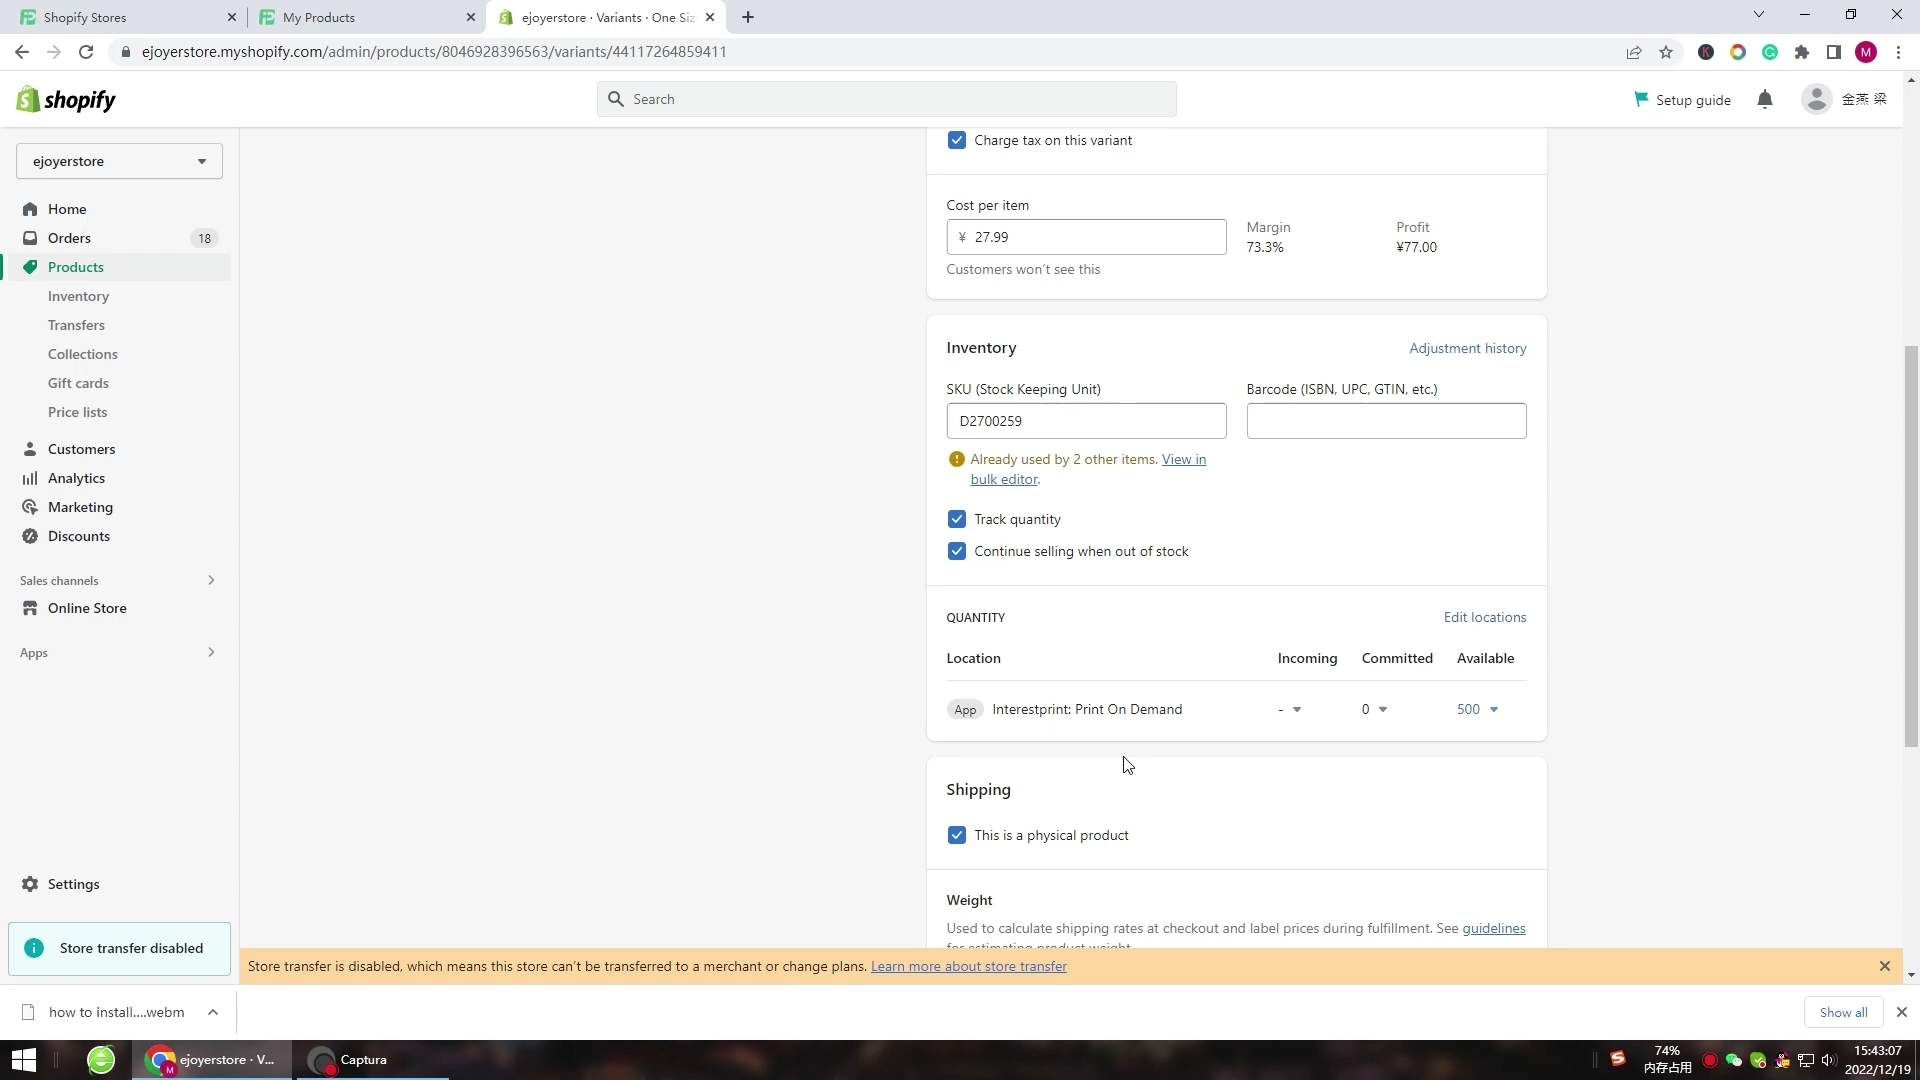 Shopify Stores
My Products
ejoyerstore · Variants · One Siz
ejoyerstore.myshopify.com/admin/products/8046928396563/variants/44117264859411
K
G
M
shopify
Search
Setup guide
金燕 梁
ejoyerstore
Home
Orders 18
Products
Inventory
Transfers
Collections
Gift cards
Price lists
Customers
Analytics
Marketing
Discounts
Sales channels
Online Store
Apps
Settings
Store transfer disabled
Charge tax on this variant
Cost per item
¥ 27.99
Margin
73.3%
Profit
¥77.00
Customers won't see this
Inventory
Adjustment history
SKU (Stock Keeping Unit)
Barcode (ISBN, UPC, GTIN, etc.)
D2700259
Already used by 2 other items. View in
bulk editor.
Track quantity
Continue selling when out of stock
QUANTITY
Edit locations
Location Incoming Committed Available
App Interestprint: Print On Demand - 0 500
Shipping
This is a physical product
Weight
Used to calculate shipping rates at checkout and label prices during fulfillment. See guidelines
for estimating product weight.
Store transfer is disabled, which means this store can't be transferred to a merchant or change plans. Learn more about store transfer
how to install....webm
Show all
ejoyerstore · V...
M
Captura
74%
内存占用
15:43:07
2022/12/19